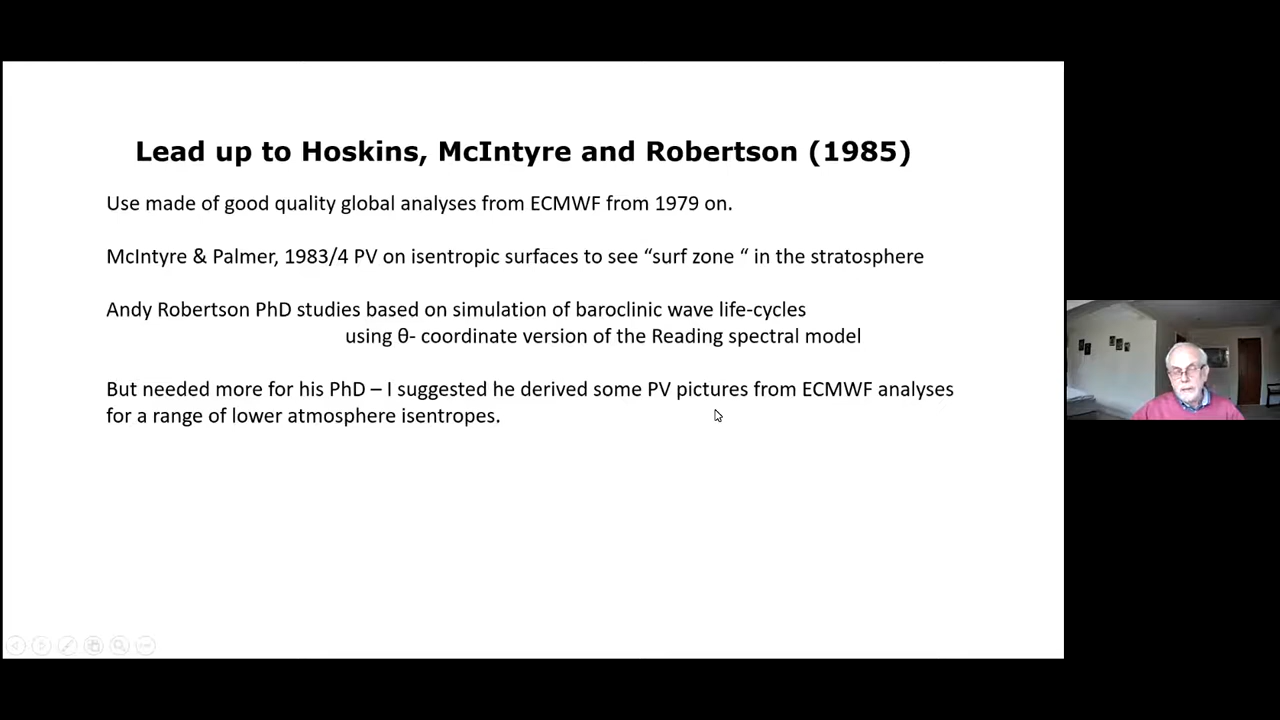 Lead up to Hoskins, McIntyre and Robertson (1985)
Use made of good quality global analyses from ECMWF from 1979 on.
McIntyre & Palmer, 1983/4 PV on isentropic surfaces to see “surf zone “ in the stratosphere
Andy Robertson PhD studies based on simulation of baroclinic wave life-cycles
using θ- coordinate version of the Reading spectral model
But needed more for his PhD – I suggested he derived some PV pictures from ECMWF analyses
for a range of lower atmosphere isentropes.